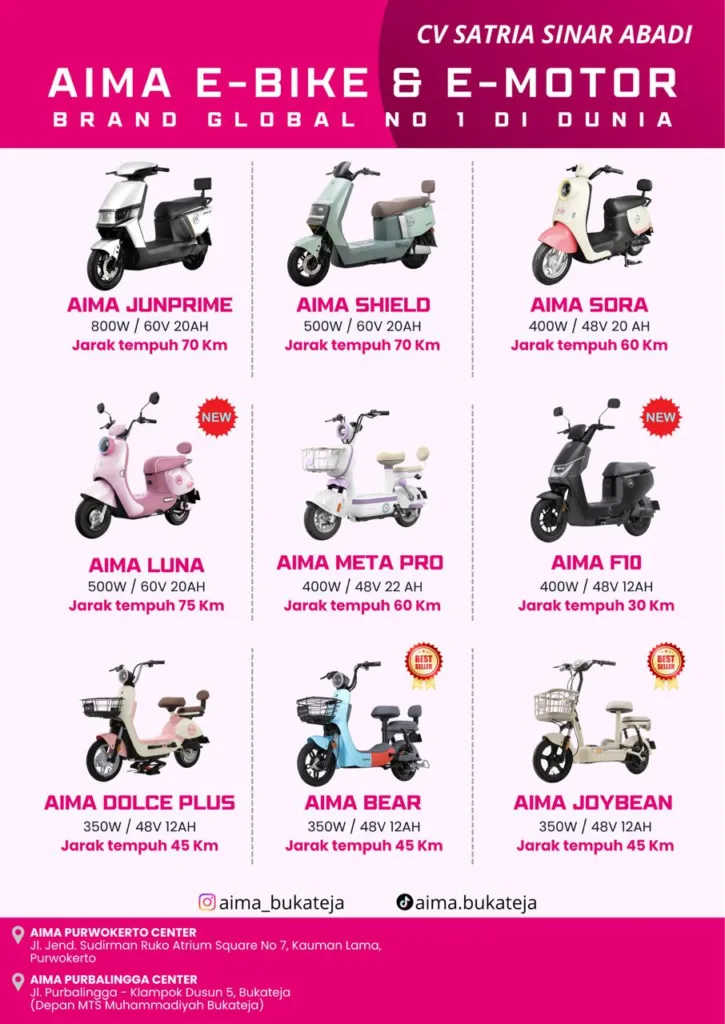 CV SATRIA SINAR ABADI
AIMA E-BIKE & E-MOTOR
BRAND GLOBAL NO 1 DI DUNIA
AIMA JUNPRIME
800W / 60V 20AH
Jarak tempuh 70 Km
AIMA SHIELD
500W / 60V 20AH
Jarak tempuh 70 Km
AIMA SORA
400W / 48V 20 AH
Jarak tempuh 60 Km
NEW
AIMA LUNA
500W / 60V 20AH
Jarak tempuh 75 Km
AIMA META PRO
400W / 48V 22 AH
Jarak tempuh 60 Km
NEW
AIMA F10
400W / 48V 12AH
Jarak tempuh 30 Km
AIMA DOLCE PLUS
350W / 48V 12AH
Jarak tempuh 45 Km
BEST
SELLER
AIMA BEAR
350W / 48V 12AH
Jarak tempuh 45 Km
BEST
SELLER
AIMA JOYBEAN
350W / 48V 12AH
Jarak tempuh 45 Km
aima_bukateja
aima.bukateja
AIMA PURWOKERTO CENTER
Jl. Jend. Sudirman Ruko Atrium Square No 7, Kauman Lama,
Purwokerto
AIMA PURBALINGGA CENTER
Jl. Purbalingga - Klampok Dusun 5, Bukateja
(Depan MTS Muhammadiyah Bukateja)